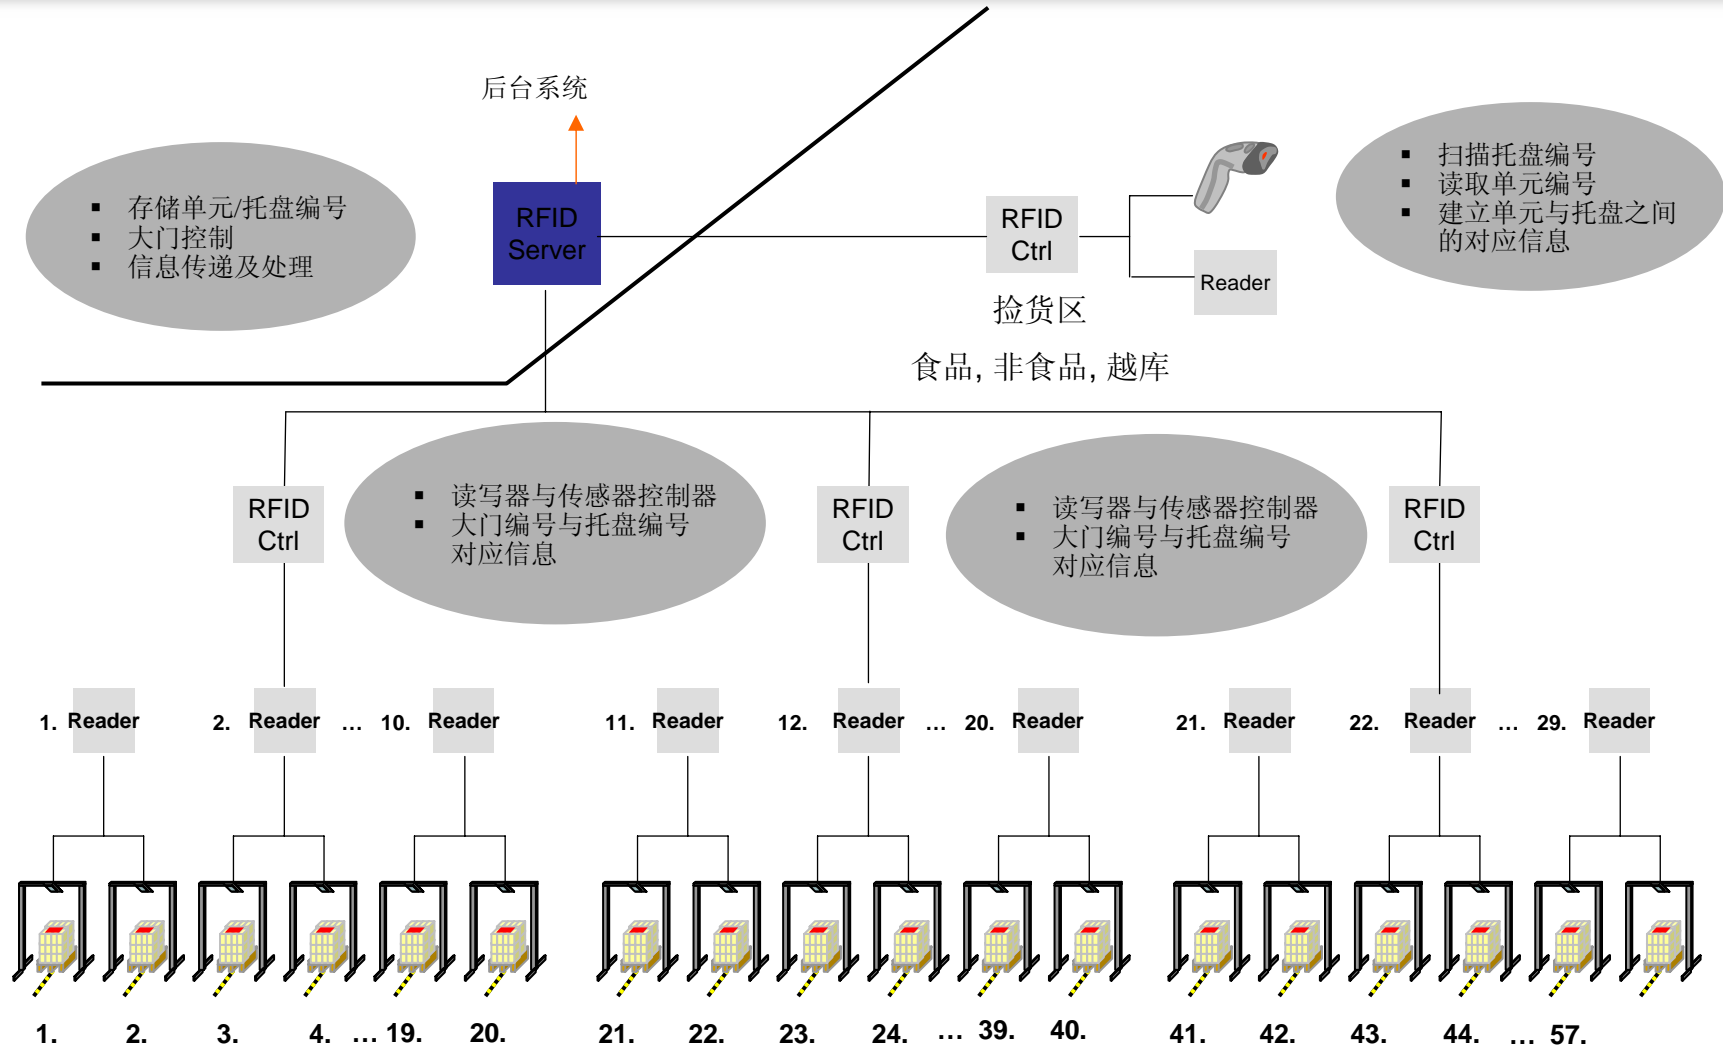 后台系统
▪ 存储单元/托盘编号
▪ 大门控制
▪ 信息传递及处理
RFID
Server
RFID
Ctrl
Reader
▪ 扫描托盘编号
▪ 读取单元编号
▪ 建立单元与托盘之间
的对应信息
捡货区
食品, 非食品, 越库
RFID
Ctrl
▪ 读写器与传感器控制器
▪ 大门编号与托盘编号
对应信息
RFID
Ctrl
▪ 读写器与传感器控制器
▪ 大门编号与托盘编号
对应信息
RFID
Ctrl
1. Reader 2. Reader … 10. Reader 11. Reader 12. Reader … 20. Reader 21. Reader 22. Reader … 29. Reader
1. 2. 3. 4. … 19. 20. 21. 22. 23. 24. … 39. 40. 41. 42. 43. 44. … 57.